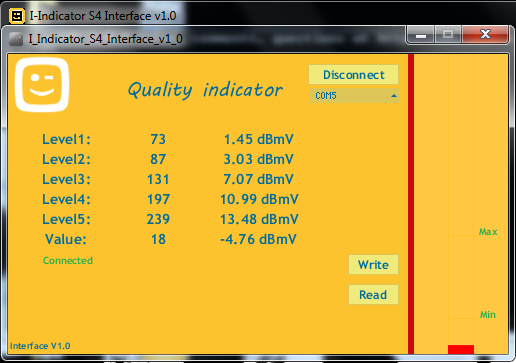 I-Indicator S4 Interface v1.0
I_Indicator_S4_Interface_v1_0
Disconnect
Quality indicator
COM5
Level1: 73 1.45 dBmV
Level2: 87 3.03 dBmV
Level3: 131 7.07 dBmV
Level4: 197 10.99 dBmV
Level5: 239 13.48 dBmV
Value: 18 -4.76 dBmV
Max
Connected
Write
Read
Min
Interface V1.0